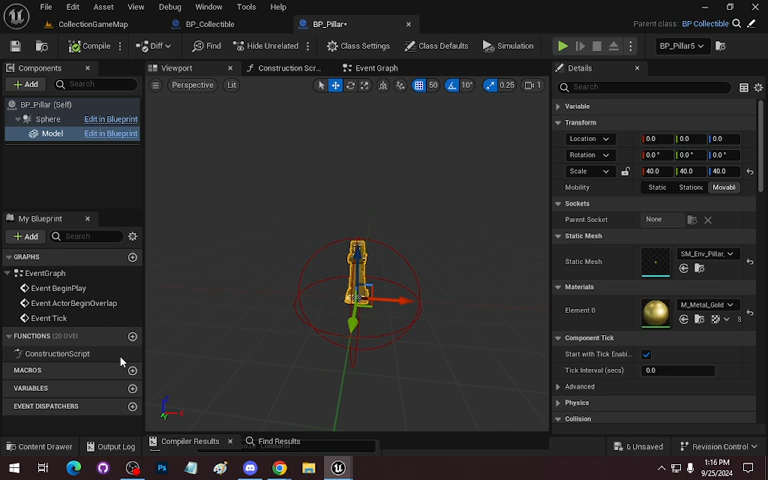 File Edit Asset View Debug Window Tools Help
CollectionGameMap BP_Collectible BP_Pillar• Parent class: BP Collectible
Compile Diff Find Hide Unrelated Class Settings Class Defaults Simulation BP_Pillar5
Components Viewport Construction Scr... Event Graph Details
Add Search Perspective Lit 50 10° 0.25 1 Search
BP_Pillar (Self) Variable
Sphere Edit in Blueprint Transform
Model Edit in Blueprint Location 0.0 0.0 0.0
Rotation 0.0 ° 0.0 ° 0.0 °
Scale 40.0 40.0 40.0
Mobility Static Stationa Movabl
Sockets
My Blueprint Parent Socket None
Add Search Static Mesh
GRAPHS Static Mesh SM_Env_Pillar_
EventGraph
Event BeginPlay Materials
Event ActorBeginOverlap Element 0 M_Metal_Gold
Event Tick
FUNCTIONS (20 OVE) Component Tick
ConstructionScript Start with Tick Enabl...
MACROS Tick Interval (secs) 0.0
VARIABLES Advanced
EVENT DISPATCHERS Physics
Collision
Content Drawer Output Log Compiler Results Find Results 6 Unsaved Revision Control
1:16 PM
9/25/2024